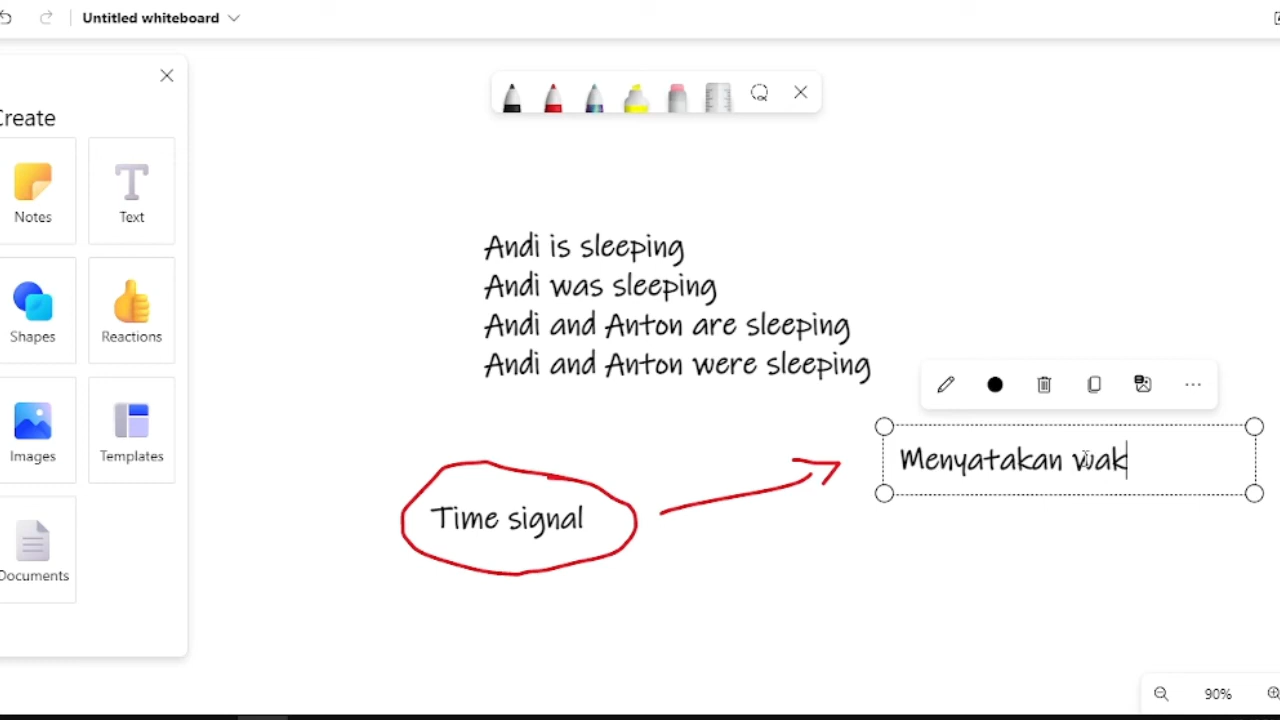 Untitled whiteboard
Create
Notes
Text
Shapes
Reactions
Images
Templates
Documents
Andi is sleeping
Andi was sleeping
Andi and Anton are sleeping
Andi and Anton were sleeping
Menyatakan wak
Time signal
90%